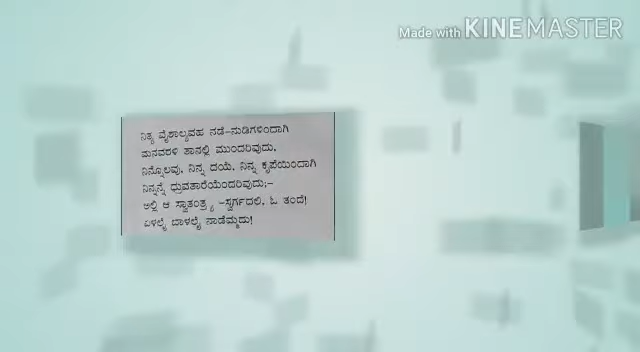 Made with KINEMASTER
ನಿತ್ಯ ವೈಶಾಲ್ಯವಹ ನಡೆ-ನುಡಿಗಳಿಂದಾಗಿ
ಮನವರಳಿ ತಾನಲ್ಲಿ ಮುಂದರಿವುದು.
ನಿನ್ನೊಲವು, ನಿನ್ನ ದಯೆ, ನಿನ್ನ ಕೃಪೆಯಿಂದಾಗಿ
ನಿನ್ನನ್ನೆ ಧ್ರುವತಾರೆಯೆಂದರಿವುದು;-
ಅಲ್ಲಿ ಆ ಸ್ವಾತಂತ್ರ್ಯ -ಸ್ವರ್ಗದಲಿ, ಓ ತಂದೆ!
ಏಳಲೈ ಬಾಳಲೈ ನಾಡೆಮ್ಮದು!